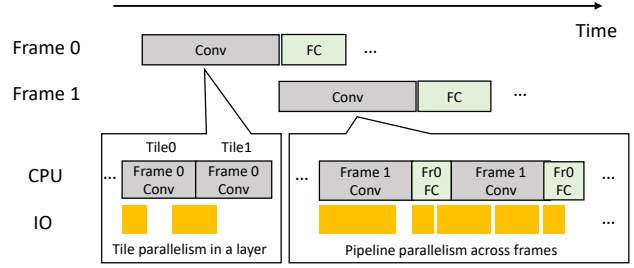 Time
Frame 0
Conv
FC
...
Frame 1
Conv
FC
...
Tile0
Tile1
CPU
...
Frame 0
Conv
Frame 0
Conv
...
Frame 1
Conv
Fr0
FC
Frame 1
Conv
Fr0
FC
...
IO
...
Tile parallelism in a layer
Pipeline parallelism across frames